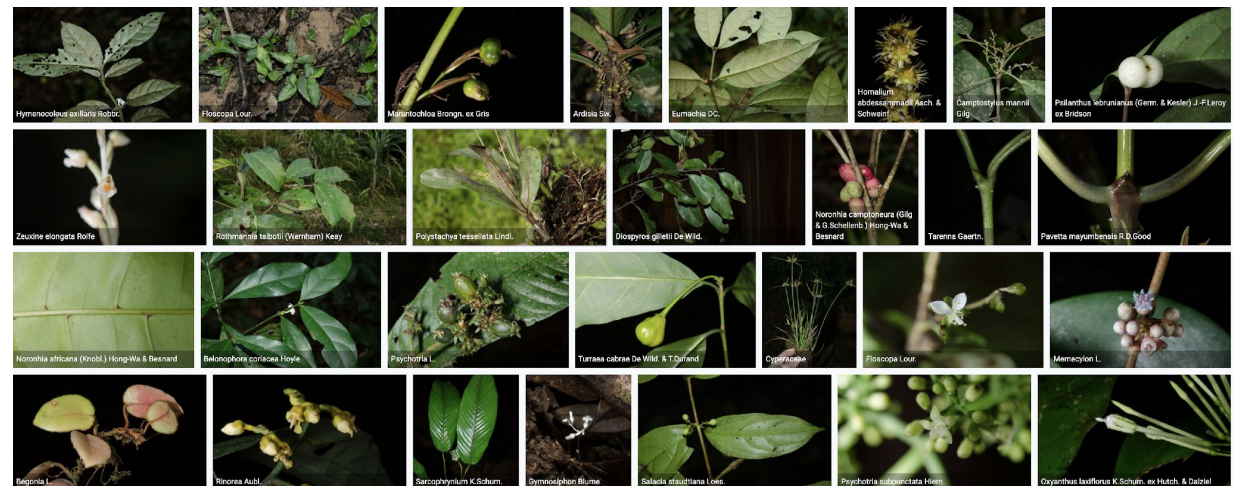 Hymenocoleus axillaris Robbr.
Floscopa Lour.
Marantochloa Brongn. ex Gris
Ardisia Sw.
Eumachia DC.
Homalium
abdessammadii Asch. &
Schweinf.
Camptostylus mannii
Gilg
Psilanthus lebrunianus (Germ. & Kesler) J.-F.Leroy
ex Bridson
Zeuxine elongata Rolfe
Rothmannia talbotii (Wernham) Keay
Polystachya tessellata Lindl.
Diospyros gilletii De Wild.
Noronhia camptoneura (Gilg
& G.Schellenb.) Hong-Wa &
Besnard
Tarenna Gaertn.
Pavetta mayumbensis R.D.Good
Noronhia africana (Knobl.) Hong-Wa & Besnard
Belonophora coriacea Hoyle
Psychotria L.
Turraea cabrae De Wild. & T.Durand
Cyperaceae
Floscopa Lour.
Memecylon L.
Begonia L.
Rinorea Aubl.
Sarcophrynium K.Schum.
Gymnosiphon Blume
Salacia staudtiana Loes.
Psychotria subpunctata Hiern
Oxyanthus laxiflorus K.Schum. ex Hutch. & Dalziel